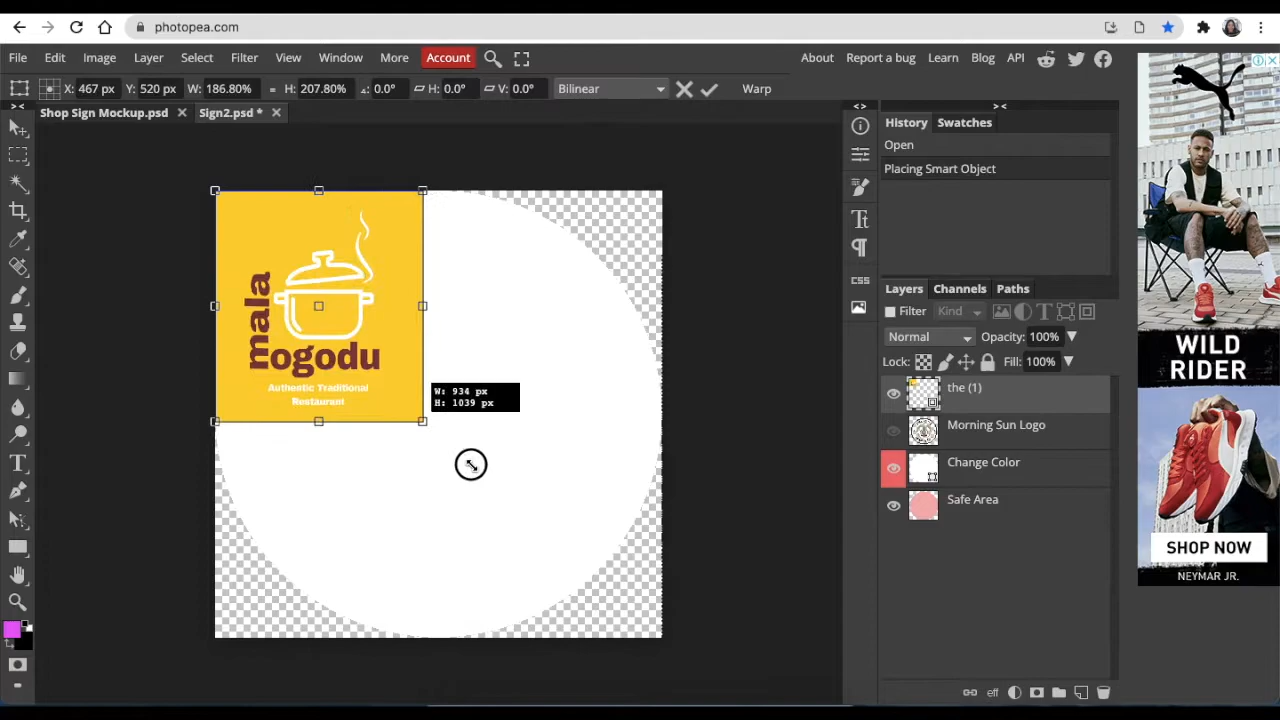 photopea.com
File Edit Image Layer Select Filter View Window More Account About Report a bug Learn Blog API
X: 467 px Y: 520 px W: 186.80% H: 207.80% 0.0° H: 0.0° V: 0.0° Bilinear Warp
Shop Sign Mockup.psd Sign2.psd *
History Swatches
Open
Placing Smart Object
mala
mogodu
Authentic Traditional
Restaurant
W: 934 px
H: 1039 px
Css
Layers Channels Paths
Filter Kind
Normal Opacity: 100%
Lock: Fill: 100%
the (1)
Morning Sun Logo
Change Color
Safe Area
eff
WILD
RIDER
SHOP NOW
NEYMAR JR.